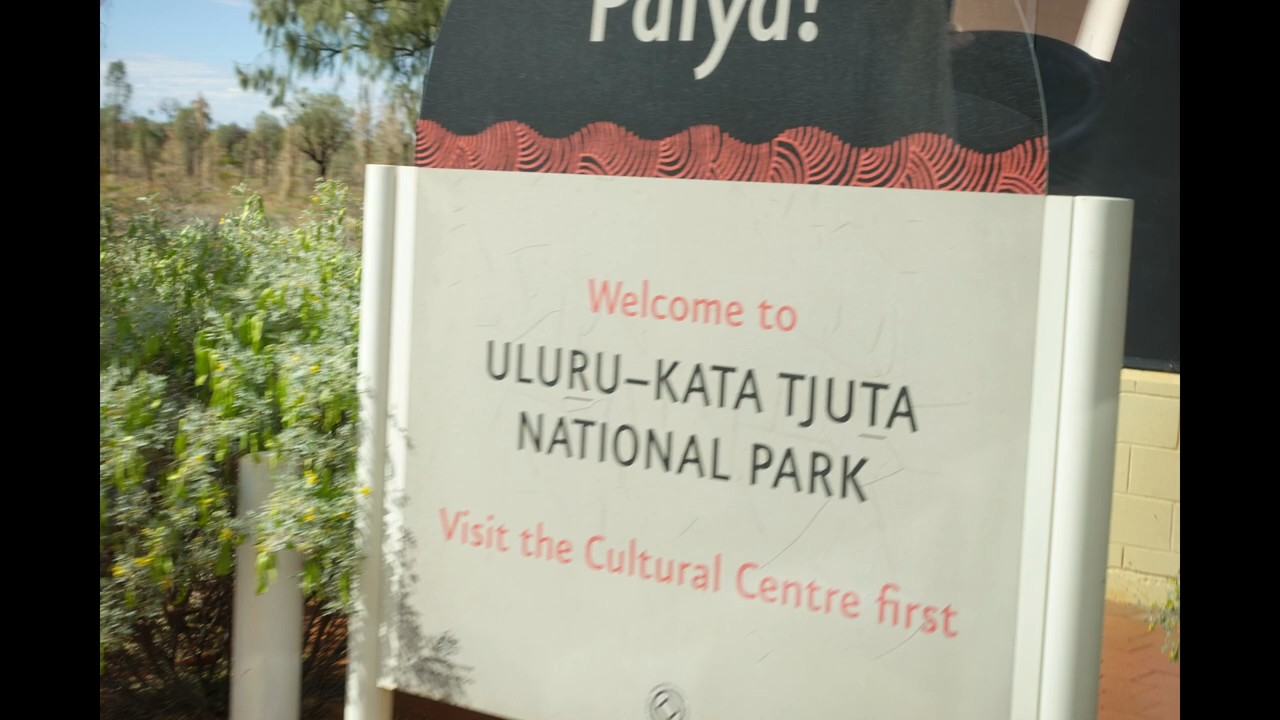 Palya!
Welcome to
ULURU–KATA TJUTA
NATIONAL PARK
Visit the Cultural Centre first